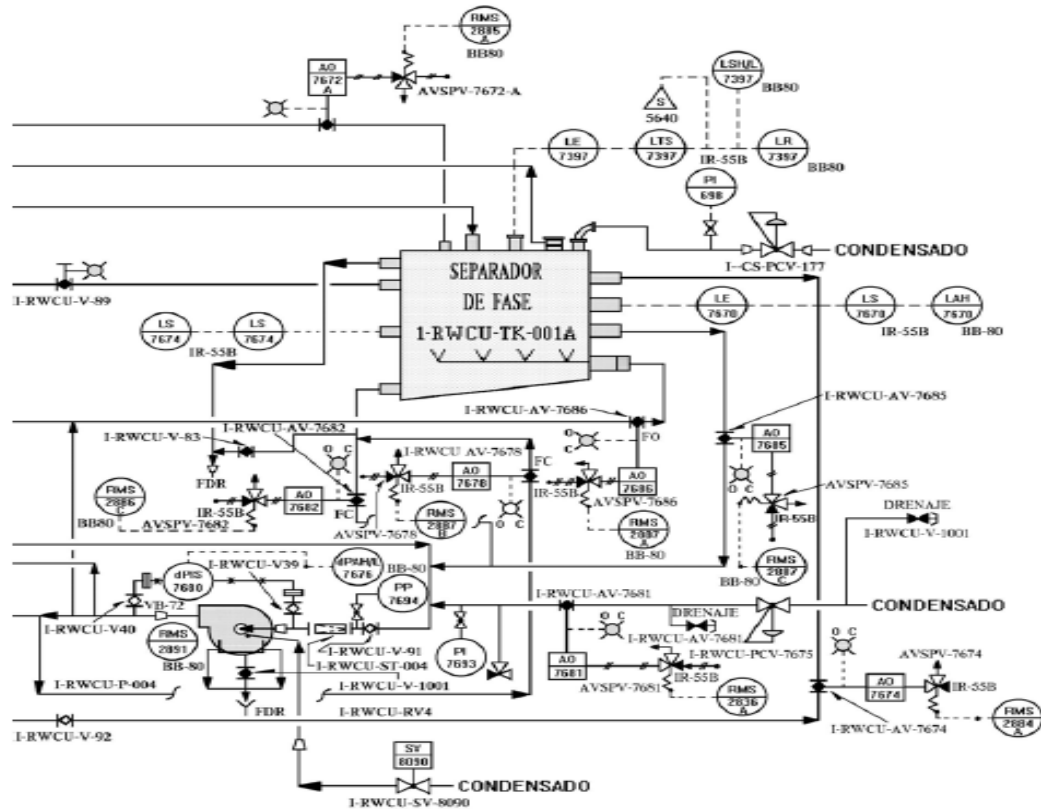 RMS
2885
A
BB80
AO
7672
A
AVSPV-7672-A
LSH/L
7397
BB80
S
5640
LE
7397
LTS
7397
IR-55B
LR
7397
BB80
PI
698
CONDENSADO
I--CS-PCV-177
I-RWCU-V-89
SEPARADOR
DE FASE
1-RWCU-TK-001A
LS
7674
LS
7674
IR-55B
LE
7670
LS
7670
LAH
7670
IR-55B
BB-80
I-RWCU-AV-7686
I-RWCU-AV-7685
I-RWCU-AV-7682
I-RWCU-V-83
O C
I-RWCU AV-7678
FC
O
C
FO
AO
7685
FDR
RMS
2886
C
BB80
IR-55B
AVSPV-7682
AO
7682
FC
AVSPV-7678
IR-55B
AO
7678
O C
RMS
2887
B
BB-80
IR-55B
AO
7686
AVSPV-7686
RMS
2887
A
BB-80
O C
AVSPV-7685
IR-55B
RMS
2887
C
BB-80
DRENAJE
I-RWCU-V-1001
dPIS
7680
I-RWCU-V39
dPAH/L
7676
BB-80
PP
7694
VB-72
I-RWCU-V40
RMS
2891
BB-80
I-RWCU-V-91
I-RWCU-ST-004
I-RWCU-V-1001
I-RWCU-P-004
FDR
I-RWCU-RV4
PI
7693
I-RWCU-AV-7681
CONDENSADO
DRENAJE
O C
I-RWCU-AV-7681
I-RWCU-PCV-7675
AO
7681
AVSPV-7681
IR-55B
RMS
2836
A
O C
AVSPV-7674
AO
7674
IR-55B
I-RWCU-AV-7674
RMS
2884
A
I-RWCU-V-92
SV
8090
CONDENSADO
I-RWCU-SV-8090